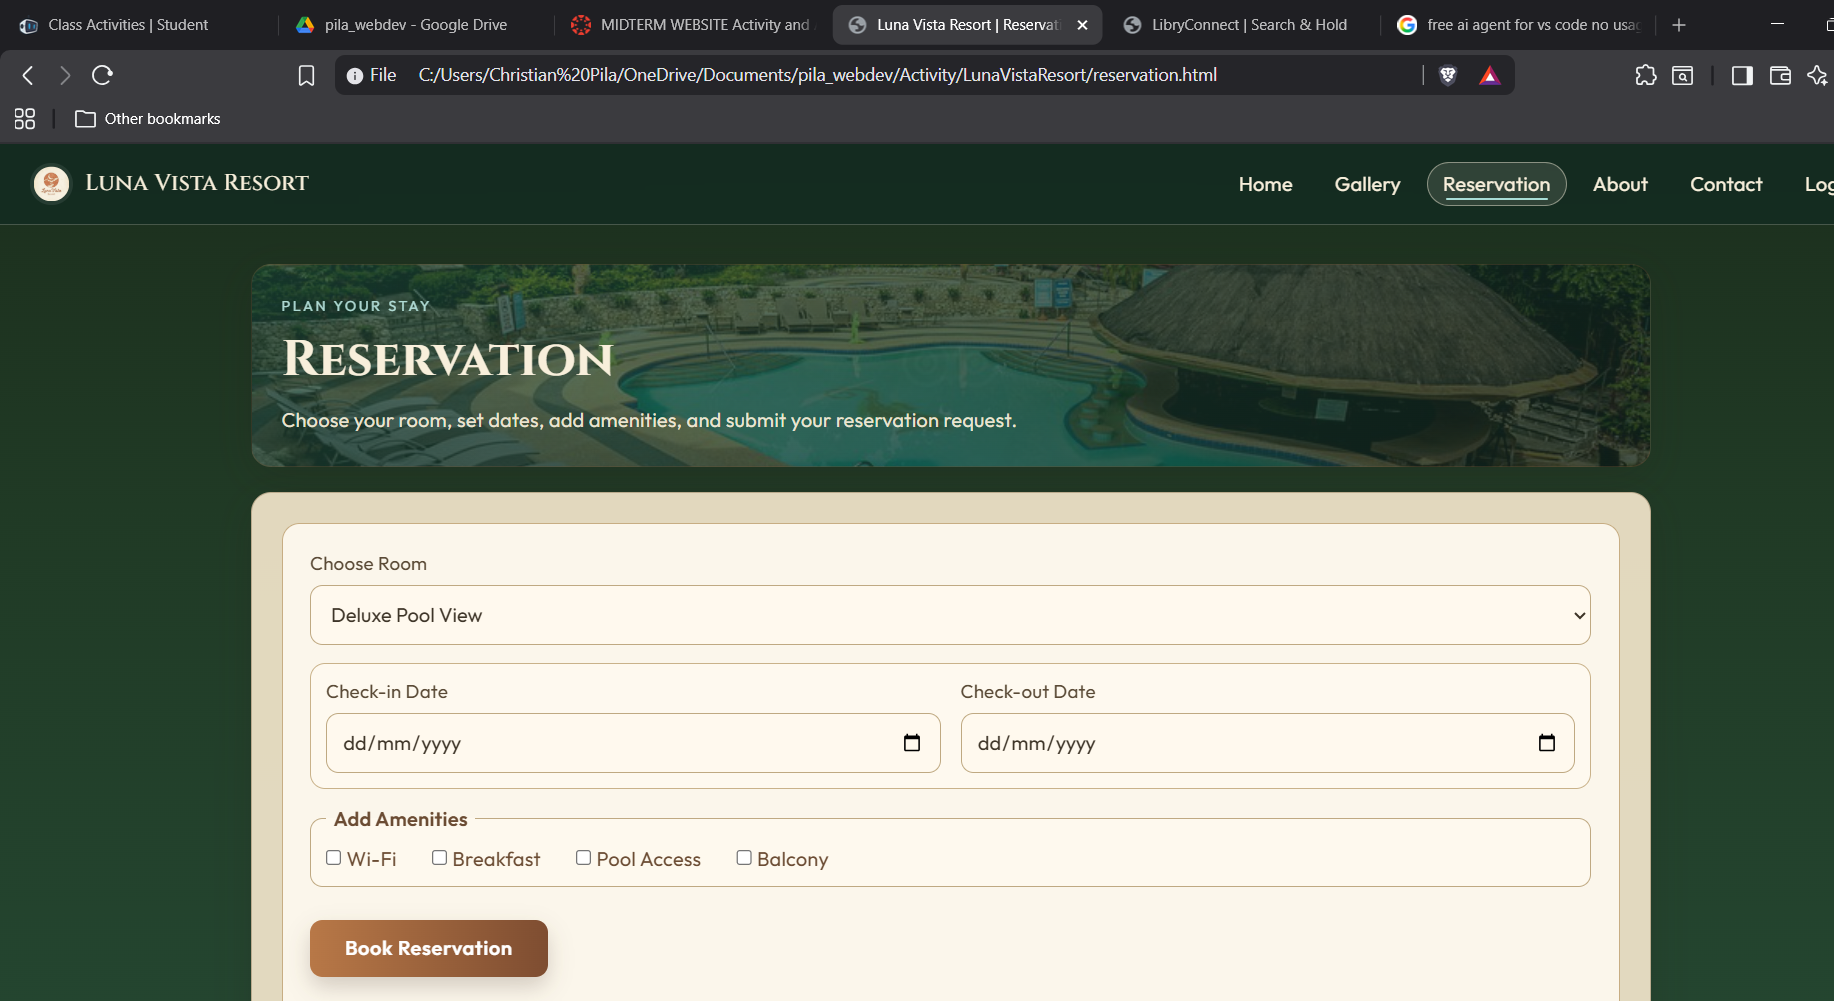 Class Activities | Student
pila_webdev - Google Drive
MIDTERM WEBSITE Activity and
Luna Vista Resort | Reservati
LibryConnect | Search & Hold
free ai agent for vs code no usag
File C:/Users/Christian%20Pila/OneDrive/Documents/pila_webdev/Activity/LunaVistaResort/reservation.html
Other bookmarks
Luna Vista Resort
Home Gallery Reservation About Contact Log
PLAN YOUR STAY
Reservation
Choose your room, set dates, add amenities, and submit your reservation request.
Choose Room
Deluxe Pool View
Check-in Date Check-out Date
dd/mm/yyyy dd/mm/yyyy
Add Amenities
Wi-Fi Breakfast Pool Access Balcony
Book Reservation